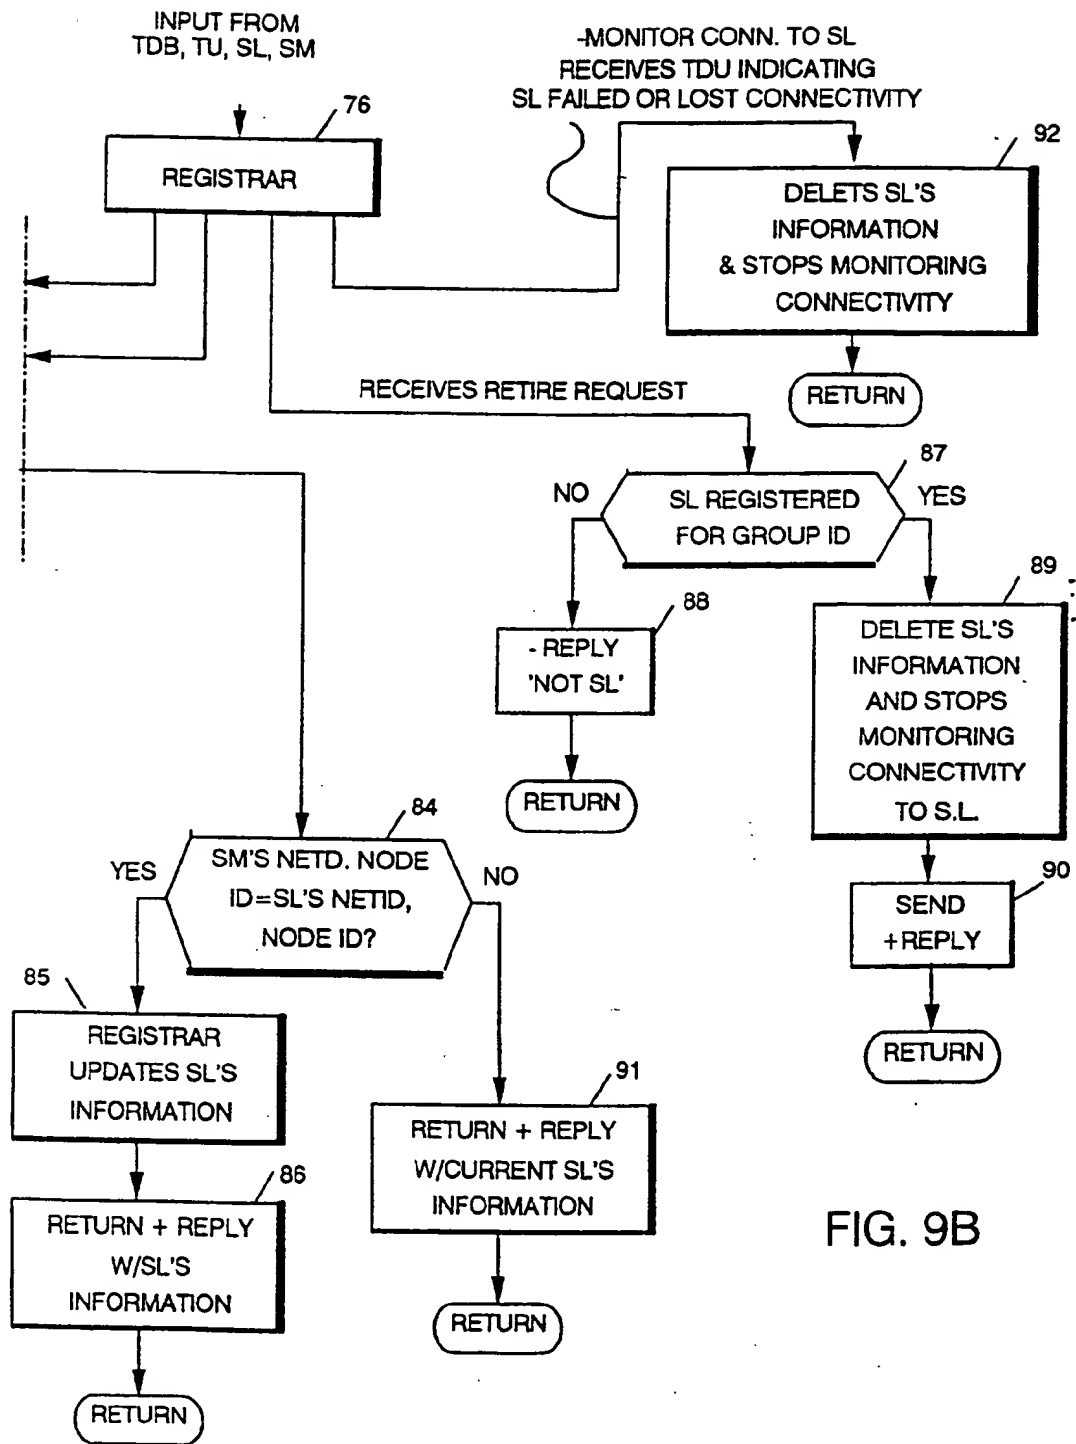 INPUT FROM
TDB, TU, SL, SM
76
REGISTRAR
-MONITOR CONN. TO SL
RECEIVES TDU INDICATING
SL FAILED OR LOST CONNECTIVITY
92
DELETS SL'S
INFORMATION
& STOPS MONITORING
CONNECTIVITY
RETURN
RECEIVES RETIRE REQUEST
87
NO
SL REGISTERED
FOR GROUP ID
YES
88
- REPLY
'NOT SL'
RETURN
89
DELETE SL'S
INFORMATION
AND STOPS
MONITORING
CONNECTIVITY
TO S.L.
90
SEND
+REPLY
RETURN
84
YES
SM'S NETD. NODE
ID=SL'S NETID,
NODE ID?
NO
85
REGISTRAR
UPDATES SL'S
INFORMATION
86
RETURN + REPLY
W/SL'S
INFORMATION
RETURN
91
RETURN + REPLY
W/CURRENT SL'S
INFORMATION
RETURN
FIG. 9B